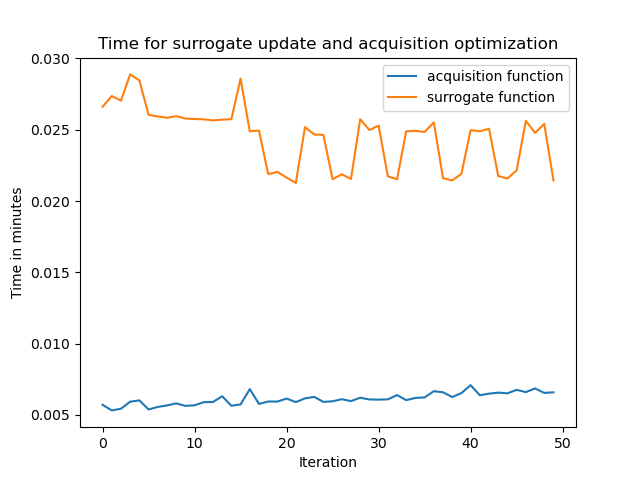 Time for surrogate update and acquisition optimization
acquisition function
surrogate function
Time in minutes
0.030
0.025
0.020
0.015
0.010
0.005
0 10 20 30 40 50
Iteration